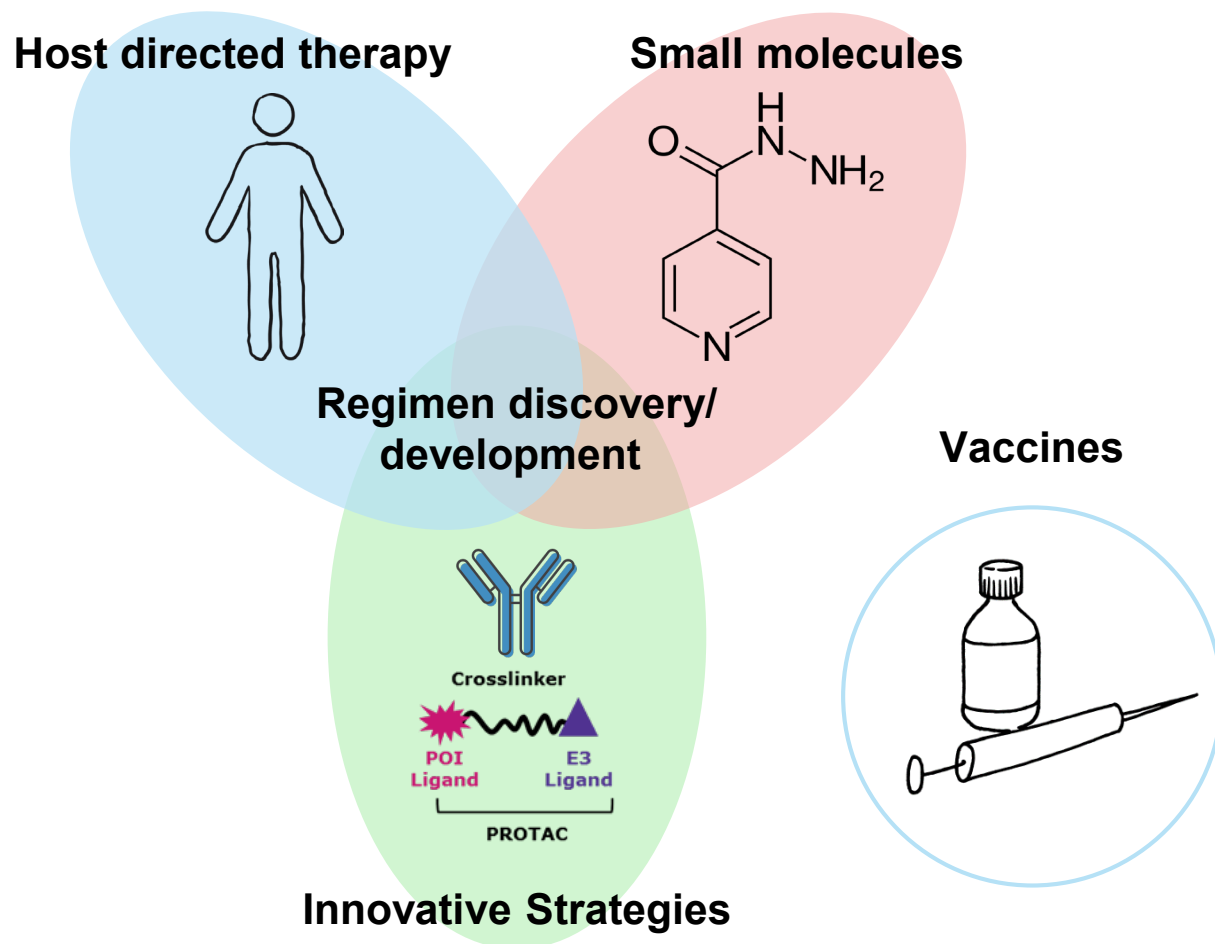 Host directed therapy
Small molecules
H
O
N
NH₂
N
Regimen discovery/
development
Vaccines
Crosslinker
POI
Ligand
E3
Ligand
PROTAC
Innovative Strategies